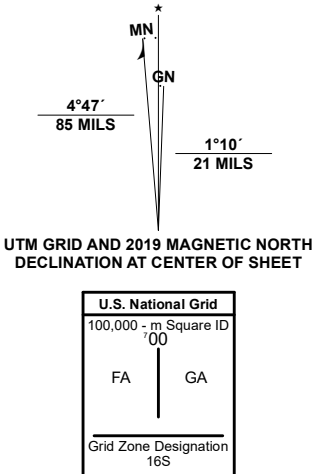 MN
GN
4°47´
85 MILS
1°10´
21 MILS
UTM GRID AND 2019 MAGNETIC NORTH
DECLINATION AT CENTER OF SHEET
U.S. National Grid
100,000 - m Square ID
⁷00
FA GA
Grid Zone Designation
16S